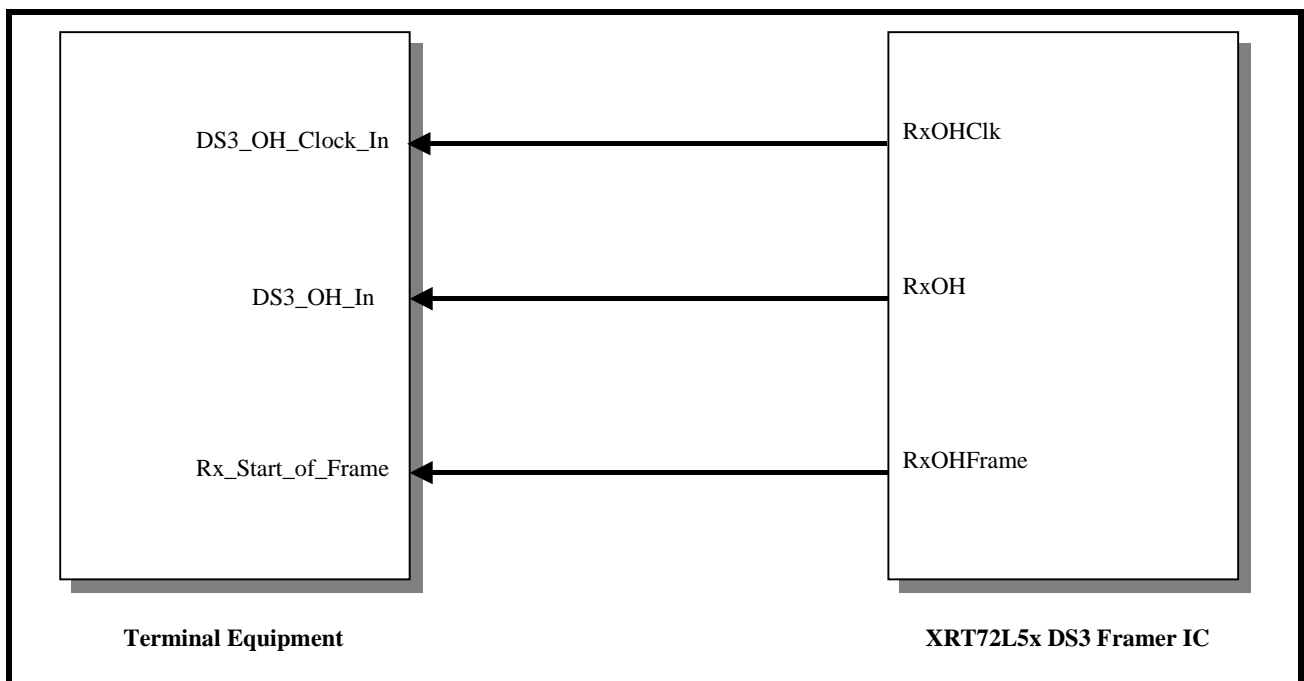 DS3_OH_Clock_In
RxOHClk
DS3_OH_In
RxOH
Rx_Start_of_Frame
RxOHFrame
Terminal Equipment
XRT72L5x DS3 Framer IC